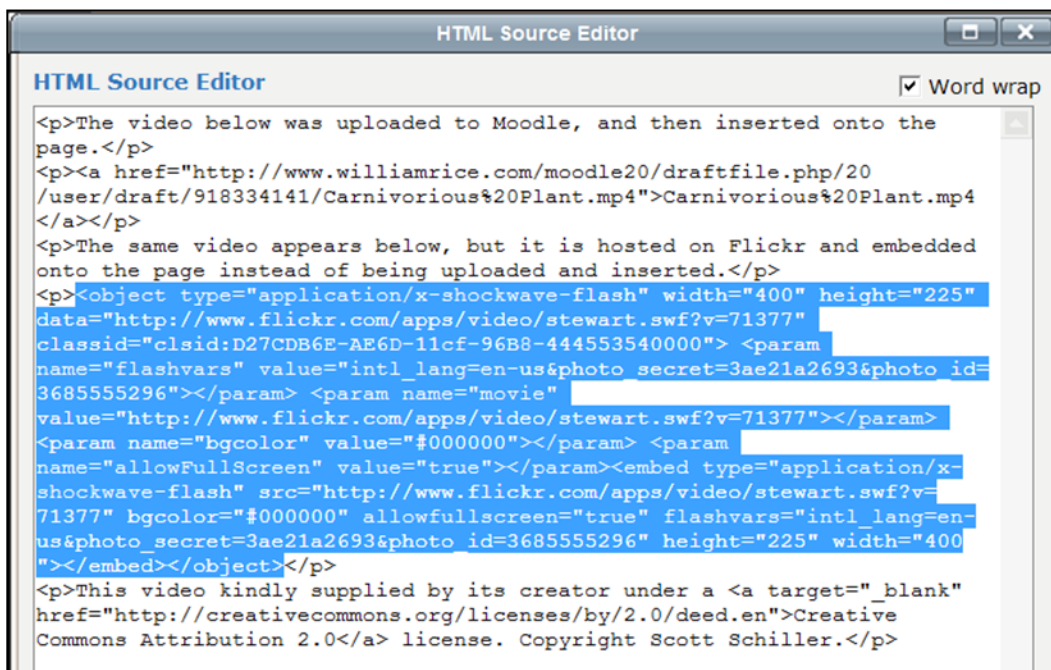 HTML Source Editor
HTML Source Editor
Word wrap
<p>The video below was uploaded to Moodle, and then inserted onto the
page.</p>
<p><a href="http://www.williamrice.com/moodle20/draftfile.php/20
/user/draft/918334141/Carnivorious%20Plant.mp4">Carnivorious%20Plant.mp4
</a></p>
<p>The same video appears below, but it is hosted on Flickr and embedded
onto the page instead of being uploaded and inserted.</p>
<p><object type="application/x-shockwave-flash" width="400" height="225"
data="http://www.flickr.com/apps/video/stewart.swf?v=71377"
classid="clsid:D27CDB6E-AE6D-11cf-96B8-444553540000"> <param
name="flashvars" value="intl_lang=en-us&photo_secret=3ae21a2693&photo_id=
3685555296"></param> <param name="movie"
value="http://www.flickr.com/apps/video/stewart.swf?v=71377"></param>
<param name="bgcolor" value="#000000"></param> <param
name="allowFullScreen" value="true"></param><embed type="application/x-
shockwave-flash" src="http://www.flickr.com/apps/video/stewart.swf?v=
71377" bgcolor="#000000" allowfullscreen="true" flashvars="intl_lang=en-
us&photo_secret=3ae21a2693&photo_id=3685555296" height="225" width="400
"></embed></object></p>
<p>This video kindly supplied by its creator under a <a target="_blank"
href="http://creativecommons.org/licenses/by/2.0/deed.en">Creative
Commons Attribution 2.0</a> license. Copyright Scott Schiller.</p>